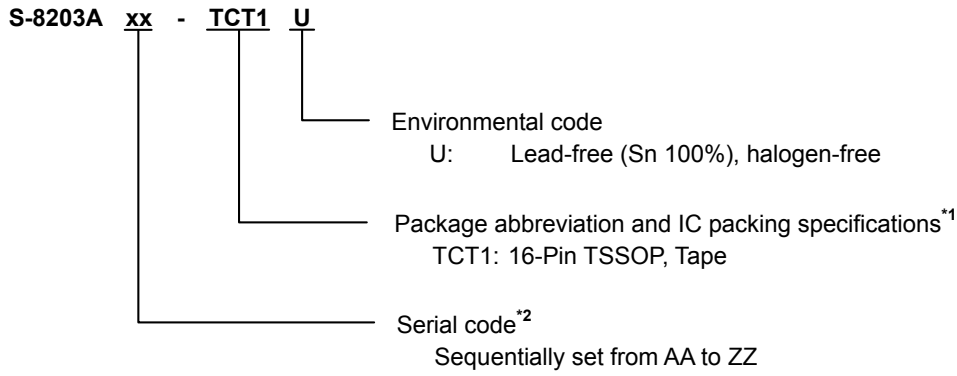 S-8203A xx - TCT1 U
Environmental code
U: Lead-free (Sn 100%), halogen-free
Package abbreviation and IC packing specifications*1
TCT1: 16-Pin TSSOP, Tape
Serial code*2
Sequentially set from AA to ZZ